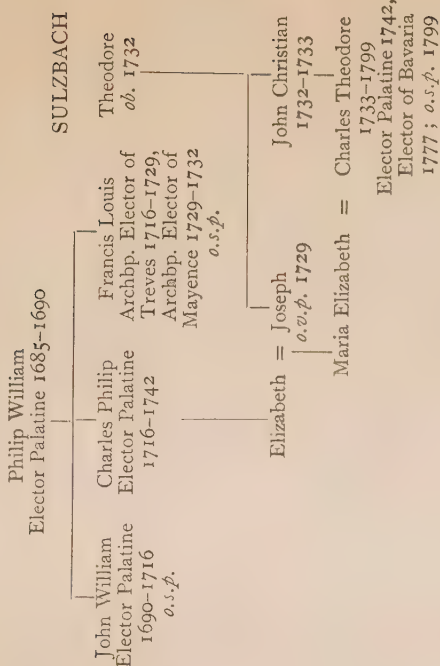 Philip William
Elector Palatine 1685–1690
SULZBACH
John William
Elector Palatine
1690–1716
o.s.p.
Charles Philip
Elector Palatine
1716–1742
Francis Louis
Archbp. Elector of
Treves 1716–1729,
Archbp. Elector of
Mayence 1729–1732
o.s.p.
Theodore
ob. 1732
Elizabeth = Joseph
o.v.p. 1729
John Christian
1732–1733
Maria Elizabeth = Charles Theodore
1733–1799
Elector Palatine 1742,
Elector of Bavaria
1777 ; o.s.p. 1799